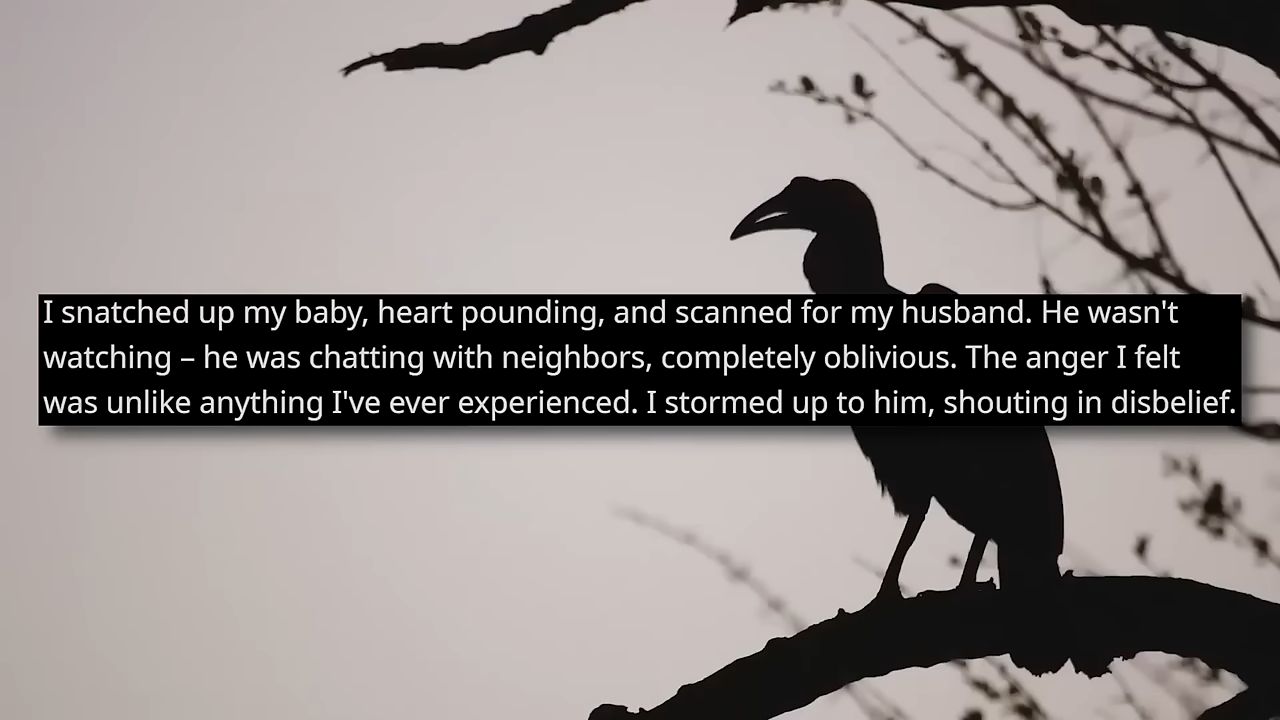 I snatched up my baby, heart pounding, and scanned for my husband. He wasn't
watching – he was chatting with neighbors, completely oblivious. The anger I felt
was unlike anything I've ever experienced. I stormed up to him, shouting in disbelief.